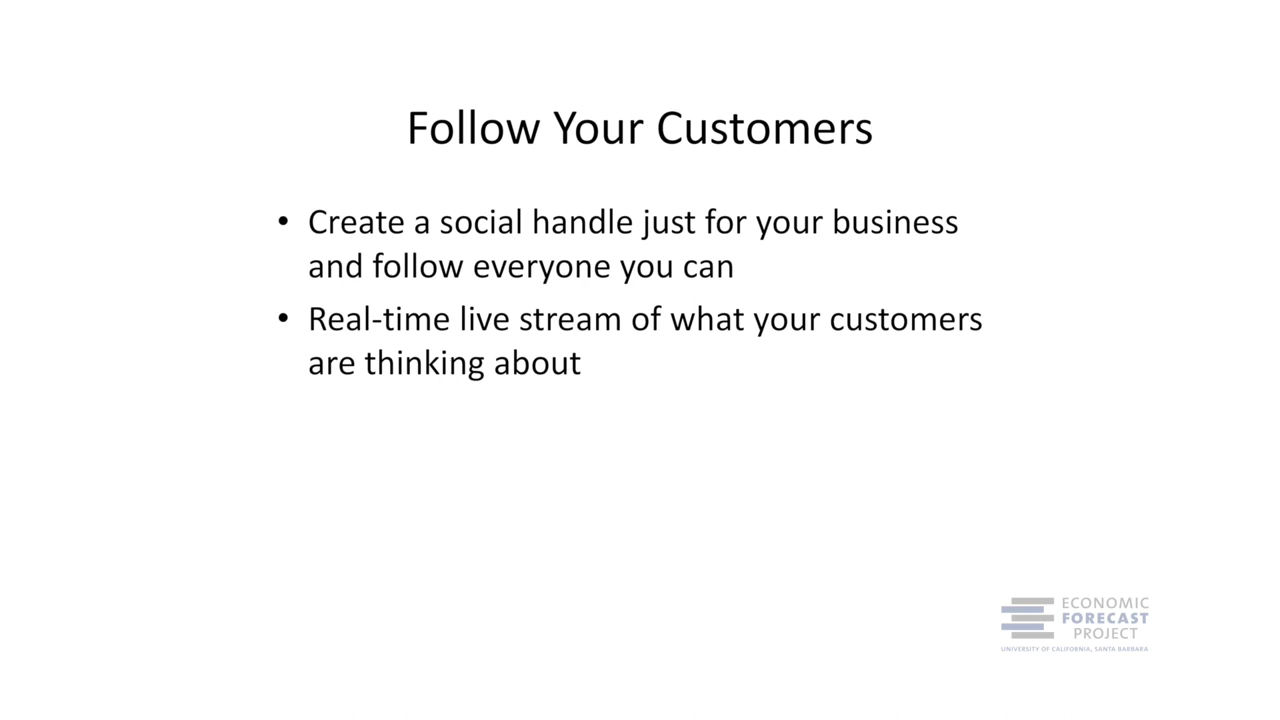 Follow Your Customers
• Create a social handle just for your business
and follow everyone you can
• Real-time live stream of what your customers
are thinking about
ECONOMIC
FORECAST
PROJECT
UNIVERSITY OF CALIFORNIA, SANTA BARBARA